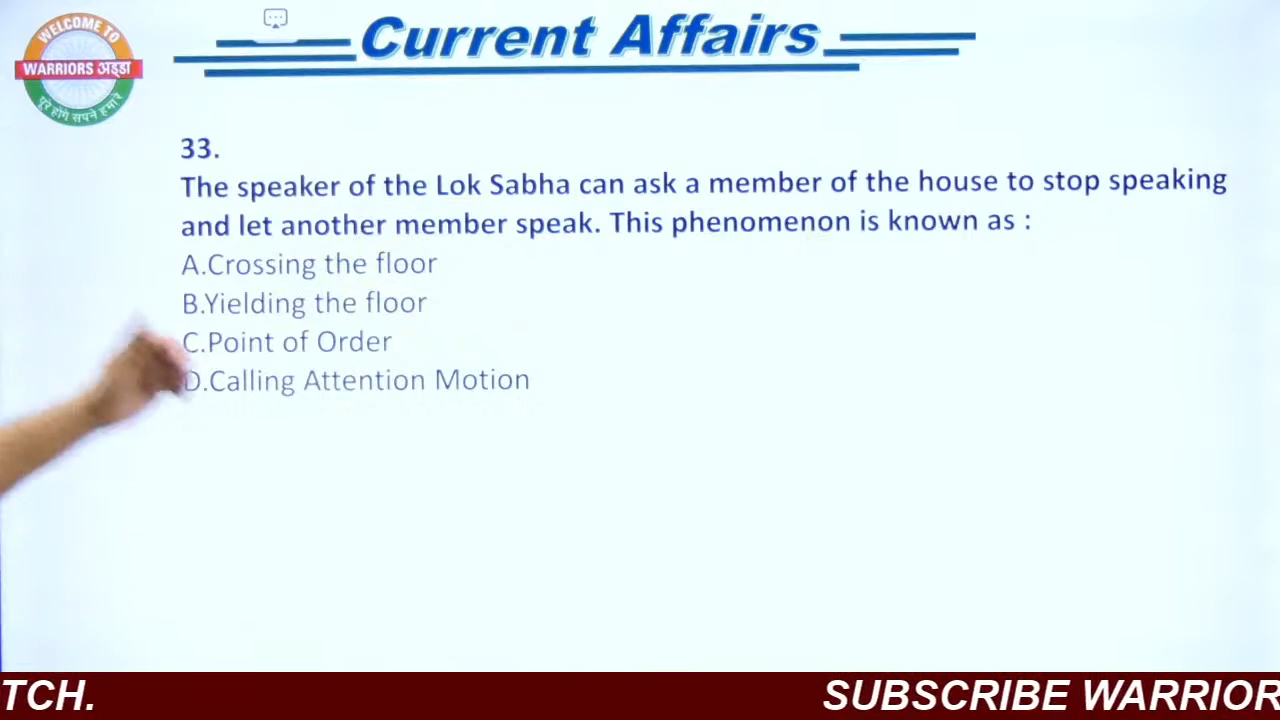 WELCOME TO
WARRIORS अड्डा
पूरे होंगे सपने हमारे
Current Affairs
33.
The speaker of the Lok Sabha can ask a member of the house to stop speaking
and let another member speak. This phenomenon is known as :
A.Crossing the floor
B.Yielding the floor
C.Point of Order
D.Calling Attention Motion
TCH.
SUBSCRIBE WARRIOR